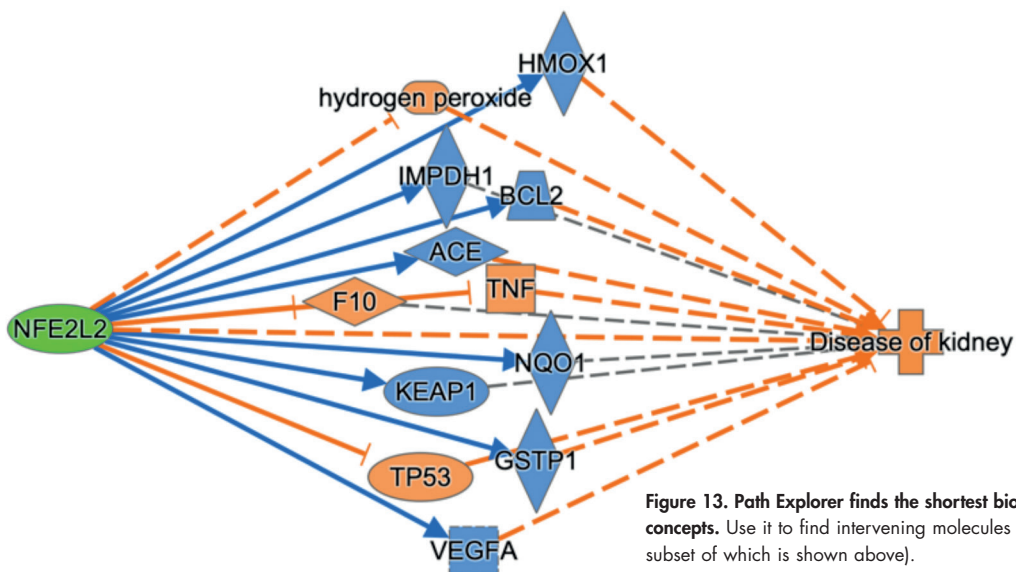 HMOX1
hydrogen peroxide
IMPDH1
BCL2
ACE
TNF
F10
NFE2L2
Disease of kidney
NQO1
KEAP1
GSTP1
TP53
VEGFA
Figure 13. Path Explorer finds the shortest bio
concepts. Use it to find intervening molecules
subset of which is shown above).